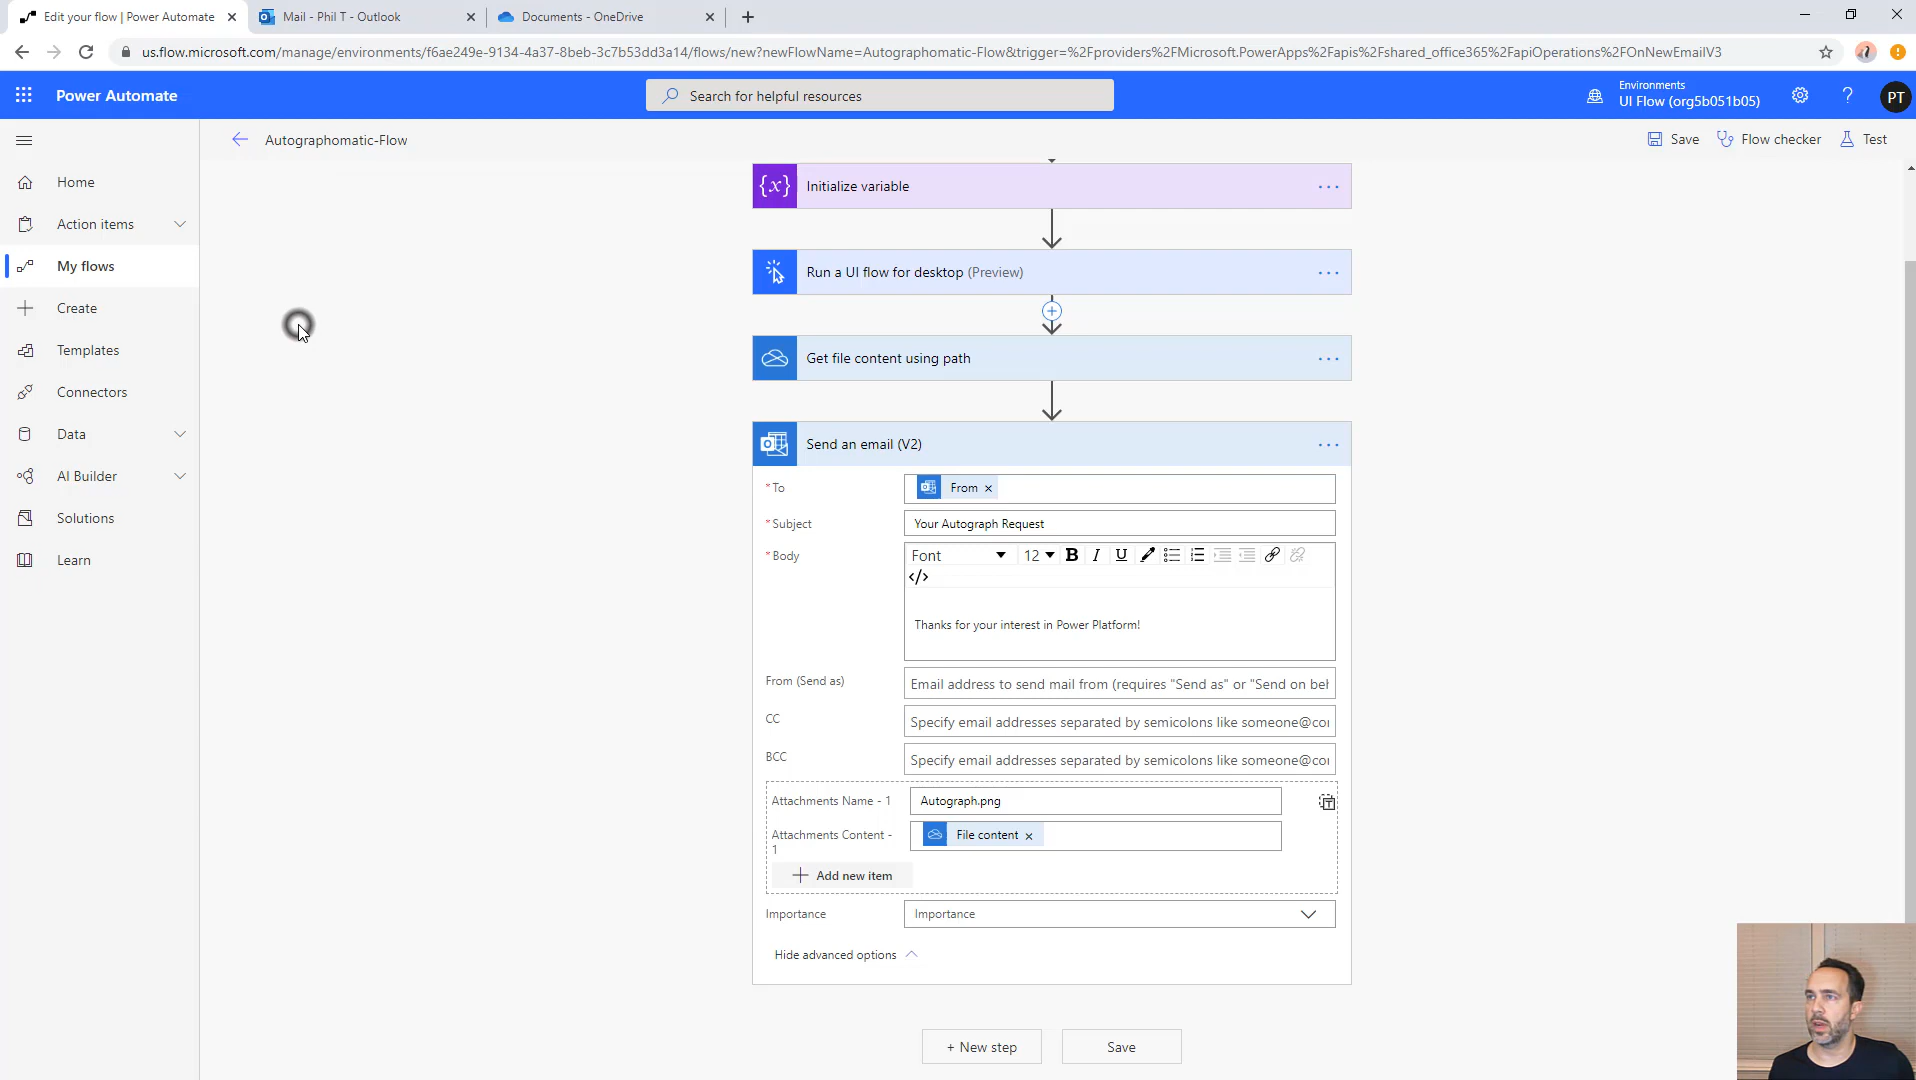 Edit your flow | Power Automate
Mail - Phil T - Outlook
Documents - OneDrive
us.flow.microsoft.com/manage/environments/f6ae249e-9134-4a37-8beb-3c7b53dd3a14/flows/new?newFlowName=Autographomatic-Flow&trigger=%2Fproviders%2FMicrosoft.PowerApps%2Fapis%2Fshared_office365%2FapiOperations%2FOnNewEmailV3
Power Automate
Search for helpful resources
Environments
UI Flow (org5b051b05)
?
PT
Autographomatic-Flow
Save
Flow checker
Test
Home
Action items
My flows
Create
Templates
Connectors
Data
AI Builder
Solutions
Learn
{x} Initialize variable
Run a UI flow for desktop (Preview)
Get file content using path
Send an email (V2)
* To
From ×
* Subject
Your Autograph Request
* Body
Font
12
B I U
</>
Thanks for your interest in Power Platform!
From (Send as)
Email address to send mail from (requires "Send as" or "Send on beh
CC
Specify email addresses separated by semicolons like someone@co
BCC
Specify email addresses separated by semicolons like someone@co
Attachments Name - 1
Autograph.png
Attachments Content -
1
File content ×
Add new item
Importance
Importance
Hide advanced options
+ New step
Save